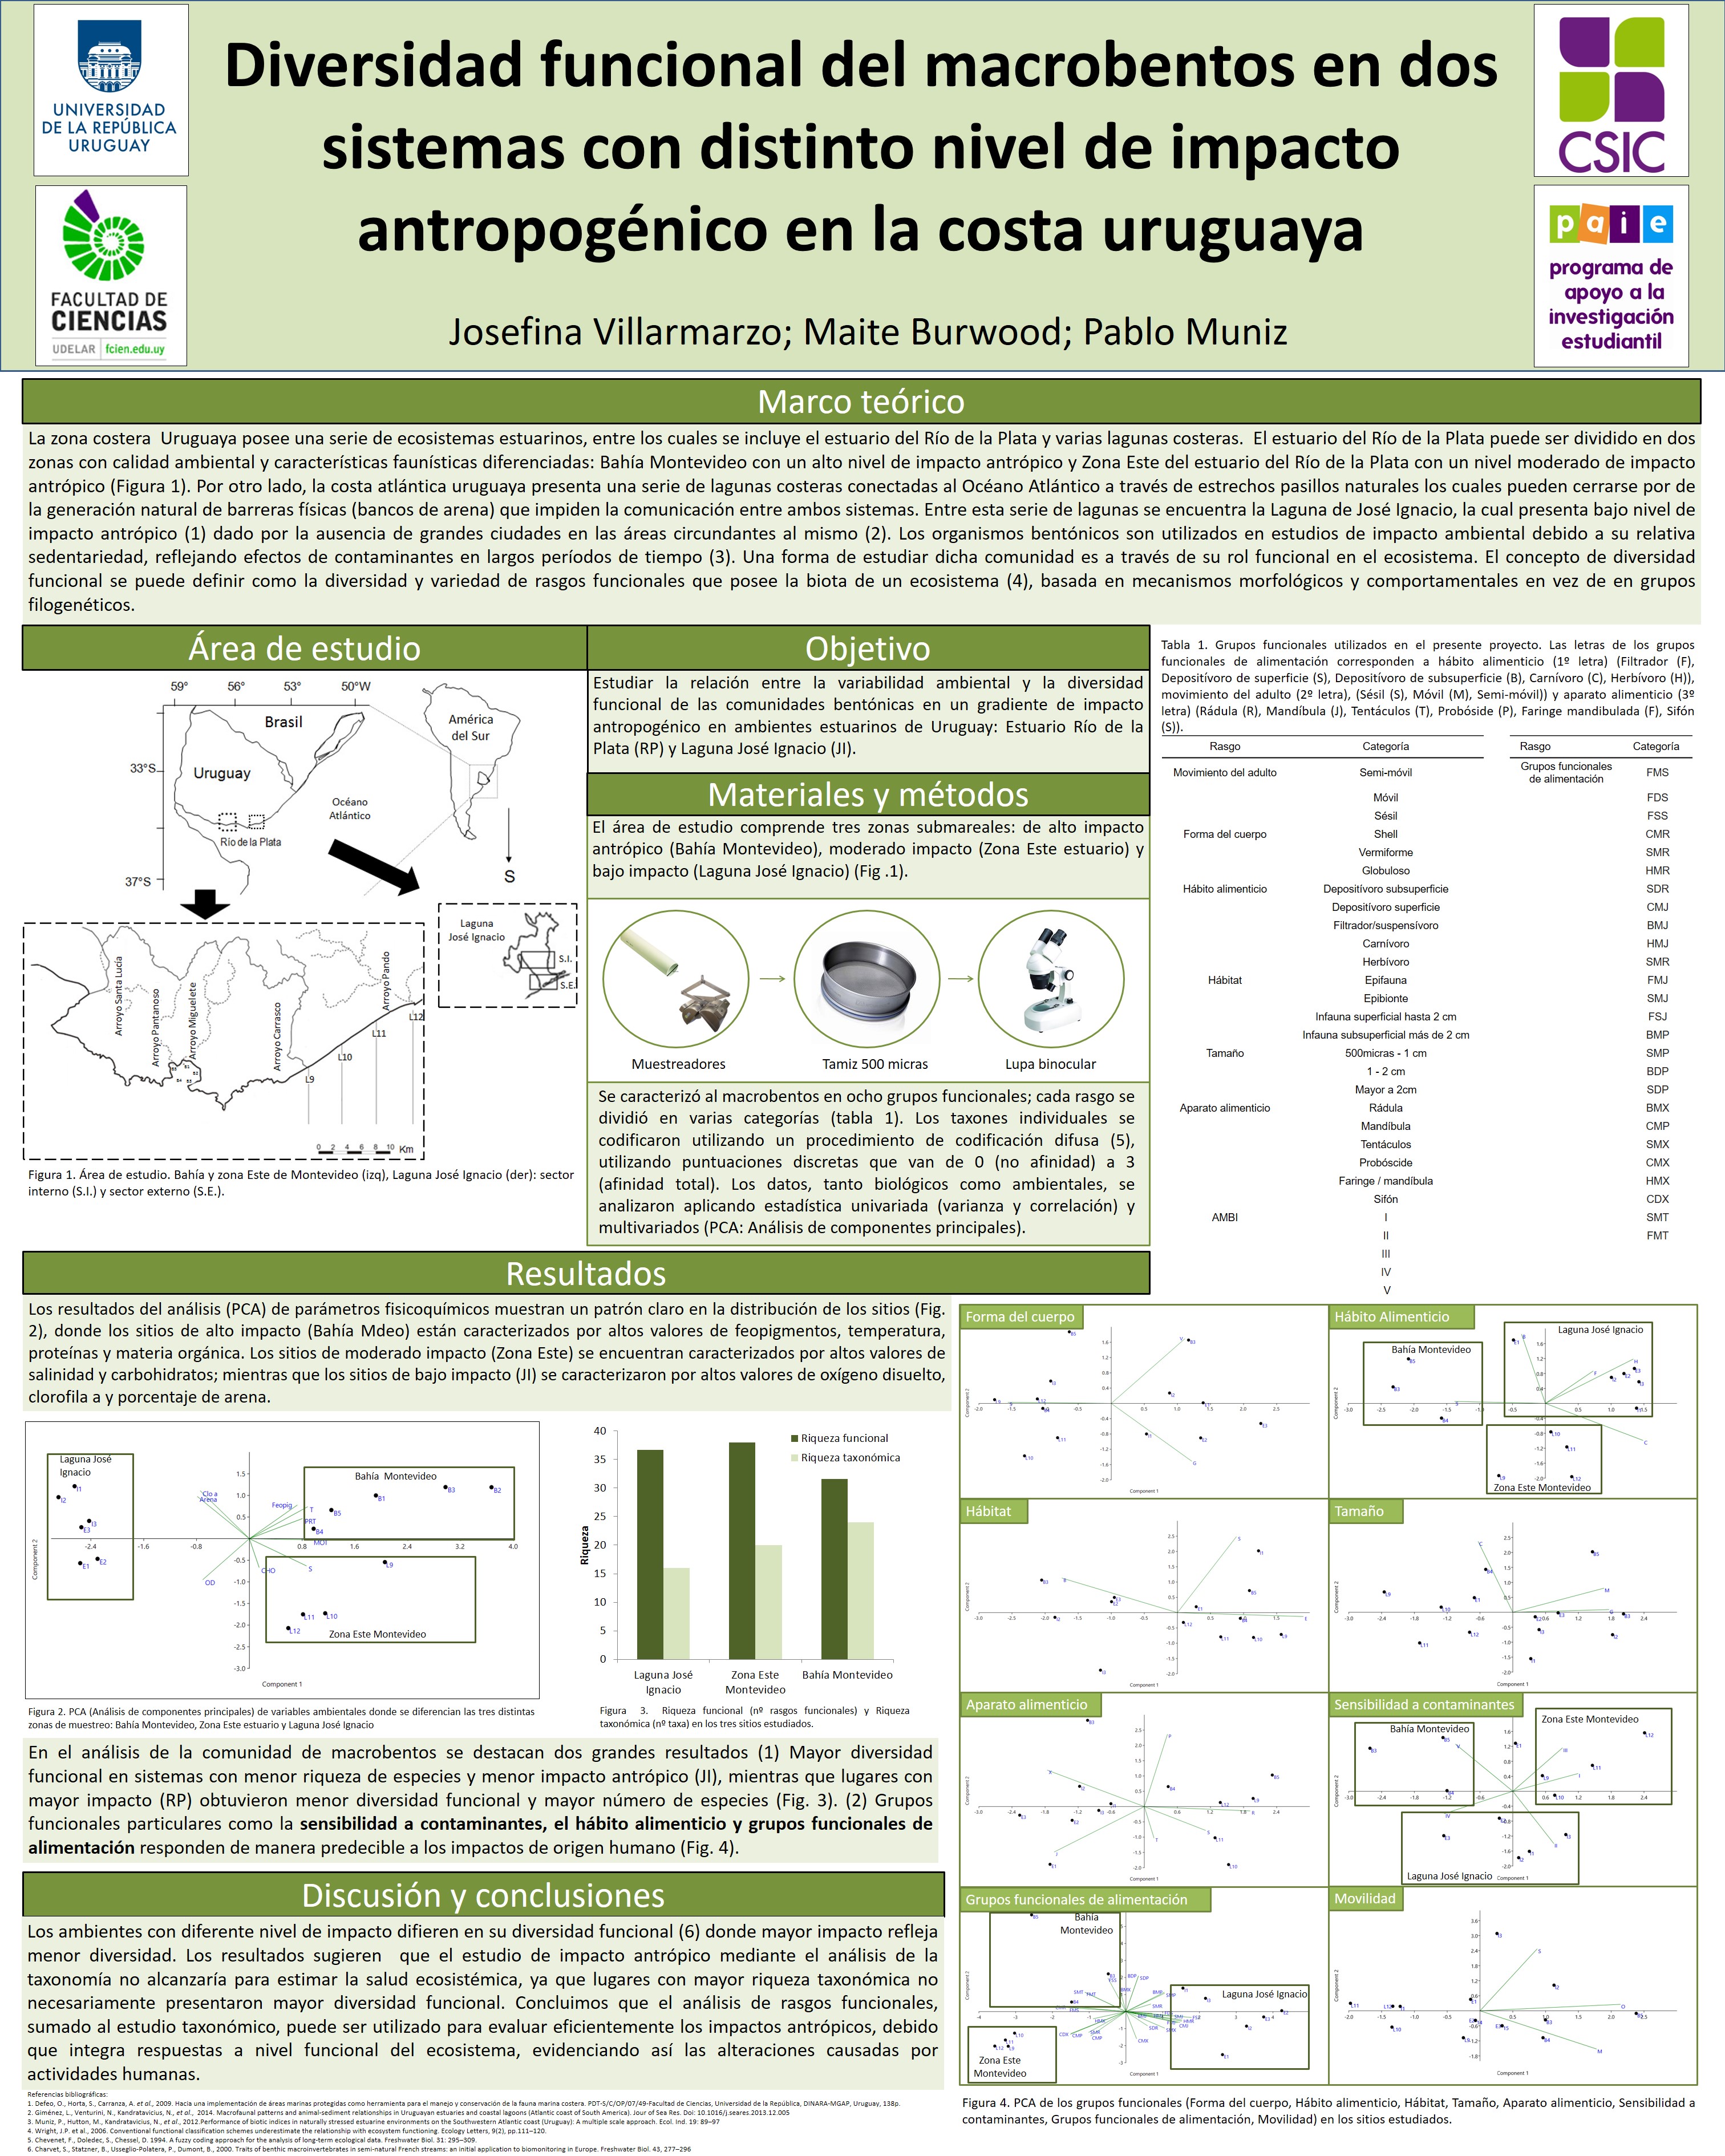 UNIVERSIDAD
DE LA REPÚBLICA
URUGUAY
FACULTAD DE
CIENCIAS
UDELAR | fcien.edu.uy
Diversidad funcional del macrobentos en dos
sistemas con distinto nivel de impacto
antropogénico en la costa uruguaya
Josefina Villarmarzo; Maite Burwood; Pablo Muniz
CSIC
paie
programa de
apoyo a la
investigación
estudiantil
Marco teórico
La zona costera Uruguaya posee una serie de ecosistemas estuarinos, entre los cuales se incluye el estuario del Río de la Plata y varias lagunas costeras. El estuario del Río de la Plata puede ser dividido en dos
zonas con calidad ambiental y características faunísticas diferenciadas: Bahía Montevideo con un alto nivel de impacto antrópico y Zona Este del estuario del Río de la Plata con un nivel moderado de impacto
antrópico (Figura 1). Por otro lado, la costa atlántica uruguaya presenta una serie de lagunas costeras conectadas al Océano Atlántico a través de estrechos pasillos naturales los cuales pueden cerrarse por de
la generación natural de barreras físicas (bancos de arena) que impiden la comunicación entre ambos sistemas. Entre esta serie de lagunas se encuentra la Laguna de José Ignacio, la cual presenta bajo nivel de
impacto antrópico (1) dado por la ausencia de grandes ciudades en las áreas circundantes al mismo (2). Los organismos bentónicos son utilizados en estudios de impacto ambiental debido a su relativa
sedentariedad, reflejando efectos de contaminantes en largos períodos de tiempo (3). Una forma de estudiar dicha comunidad es a través de su rol funcional en el ecosistema. El concepto de diversidad
funcional se puede definir como la diversidad y variedad de rasgos funcionales que posee la biota de un ecosistema (4), basada en mecanismos morfológicos y comportamentales en vez de en grupos
filogenéticos.
Área de estudio
59° 56° 53° 50°W
Brasil
América
del Sur
33°S
Uruguay
Océano
Atlántico
Río de la Plata
37°S
S
Laguna
José Ignacio
S.I.
S.E.
Arroyo Santa Lucía
Arroyo Pantanoso
Arroyo Miguelete
Arroyo Carrasco
Arroyo Pando
L12
L11
L10
L9
0 2 4 6 8 10 Km
Figura 1. Área de estudio. Bahía y zona Este de Montevideo (izq), Laguna José Ignacio (der): sector
interno (S.I.) y sector externo (S.E.).
Objetivo
Estudiar la relación entre la variabilidad ambiental y la diversidad
funcional de las comunidades bentónicas en un gradiente de impacto
antropogénico en ambientes estuarinos de Uruguay: Estuario Río de la
Plata (RP) y Laguna José Ignacio (JI).
Materiales y métodos
El área de estudio comprende tres zonas submareales: de alto impacto
antrópico (Bahía Montevideo), moderado impacto (Zona Este estuario) y
bajo impacto (Laguna José Ignacio) (Fig .1).
Muestreadores
Tamiz 500 micras
Lupa binocular
Se caracterizó al macrobentos en ocho grupos funcionales; cada rasgo se
dividió en varias categorías (tabla 1). Los taxones individuales se
codificaron utilizando un procedimiento de codificación difusa (5),
utilizando puntuaciones discretas que van de 0 (no afinidad) a 3
(afinidad total). Los datos, tanto biológicos como ambientales, se
analizaron aplicando estadística univariada (varianza y correlación) y
multivariados (PCA: Análisis de componentes principales).
Tabla 1. Grupos funcionales utilizados en el presente proyecto. Las letras de los grupos
funcionales de alimentación corresponden a hábito alimenticio (1º letra) (Filtrador (F),
Depositívoro de superficie (S), Depositívoro de subsuperficie (B), Carnívoro (C), Herbívoro (H)),
movimiento del adulto (2º letra), (Sésil (S), Móvil (M), Semi-móvil)) y aparato alimenticio (3º
letra) (Rádula (R), Mandíbula (J), Tentáculos (T), Probóside (P), Faringe mandibulada (F), Sifón
(S)).
Rasgo Categoría Rasgo Categoría
Movimiento del adulto Semi-móvil Grupos funcionales de alimentación FMS
Móvil FDS
Sésil FSS
Forma del cuerpo Shell CMR
Vermiforme SMR
Globuloso HMR
Hábito alimenticio Depositívoro subsuperficie SDR
Depositívoro superficie CMJ
Filtrador/suspensívoro BMJ
Carnívoro HMJ
Herbívoro SMR
Hábitat Epifauna FMJ
Epibionte SMJ
Infauna superficial hasta 2 cm FSJ
Infauna subsuperficial más de 2 cm BMP
Tamaño 500micras - 1 cm SMP
1 - 2 cm BDP
Mayor a 2cm SDP
Aparato alimenticio Rádula BMX
Mandíbula CMP
Tentáculos SMX
Probóscide CMX
Faringe / mandíbula HMX
Sifón CDX
AMBI I SMT
II FMT
III
IV
V
Resultados
Los resultados del análisis (PCA) de parámetros fisicoquímicos muestran un patrón claro en la distribución de los sitios (Fig.
2), donde los sitios de alto impacto (Bahía Mdeo) están caracterizados por altos valores de feopigmentos, temperatura,
proteínas y materia orgánica. Los sitios de moderado impacto (Zona Este) se encuentran caracterizados por altos valores de
salinidad y carbohidratos; mientras que los sitios de bajo impacto (JI) se caracterizaron por altos valores de oxígeno disuelto,
clorofila a y porcentaje de arena.
Laguna José
Ignacio
Bahía Montevideo
Zona Este Montevideo
Clo a
Arena
Feopig
T
PRT
MOT
CHO
S
OD
I1
I2
I3
E3
E1
E2
B1
B3
B2
B5
B4
L9
L11
L10
L12
Component 2
Component 1
Figura 2. PCA (Análisis de componentes principales) de variables ambientales donde se diferencian las tres distintas
zonas de muestreo: Bahía Montevideo, Zona Este estuario y Laguna José Ignacio
Riqueza
40
35
30
25
20
15
10
5
0
Riqueza funcional
Riqueza taxonómica
Laguna José
Ignacio
Zona Este
Montevideo
Bahía Montevideo
Figura 3. Riqueza funcional (nº rasgos funcionales) y Riqueza
taxonómica (nº taxa) en los tres sitios estudiados.
En el análisis de la comunidad de macrobentos se destacan dos grandes resultados (1) Mayor diversidad
funcional en sistemas con menor riqueza de especies y menor impacto antrópico (JI), mientras que lugares con
mayor impacto (RP) obtuvieron menor diversidad funcional y mayor número de especies (Fig. 3). (2) Grupos
funcionales particulares como la sensibilidad a contaminantes, el hábito alimenticio y grupos funcionales de
alimentación responden de manera predecible a los impactos de origen humano (Fig. 4).
Discusión y conclusiones
Los ambientes con diferente nivel de impacto difieren en su diversidad funcional (6) donde mayor impacto refleja
menor diversidad. Los resultados sugieren que el estudio de impacto antrópico mediante el análisis de la
taxonomía no alcanzaría para estimar la salud ecosistémica, ya que lugares con mayor riqueza taxonómica no
necesariamente presentaron mayor diversidad funcional. Concluimos que el análisis de rasgos funcionales,
sumado al estudio taxonómico, puede ser utilizado para evaluar eficientemente los impactos antrópicos, debido
que integra respuestas a nivel funcional del ecosistema, evidenciando así las alteraciones causadas por
actividades humanas.
Referencias bibliográficas:
1. Defeo, O., Horta, S., Carranza, A. et al., 2009. Hacia una implementación de áreas marinas protegidas como herramienta para el manejo y conservación de la fauna marina costera. PDT-S/C/OP/07/49-Facultad de Ciencias, Universidad de la República, DINARA-MGAP, Uruguay, 138p.
2. Giménez, L., Venturini, N., Kandratavicius, N., et al., 2014. Macrofaunal patterns and animal-sediment relationships in Uruguayan estuaries and coastal lagoons (Atlantic coast of South America). Jour of Sea Res. Doi: 10.1016/j.seares.2013.12.005
3. Muniz, P., Hutton, M., Kandratavicius, N., et al., 2012.Performance of biotic indices in naturally stressed estuarine environments on the Southwestern Atlantic coast (Uruguay): A multiple scale approach. Ecol. Ind. 19: 89–97
4. Wright, J.P. et al., 2006. Conventional functional classification schemes underestimate the relationship with ecosystem functioning. Ecology Letters, 9(2), pp.111–120.
5. Chevenet, F., Doledec, S., Chessel, D. 1994. A fuzzy coding approach for the analysis of long-term ecological data. Freshwater Biol. 31: 295–309.
6. Charvet, S., Statzner, B., Usseglio-Polatera, P., Dumont, B., 2000. Traits of benthic macroinvertebrates in semi-natural French streams: an initial application to biomonitoring in Europe. Freshwater Biol. 43, 277–296
Forma del cuerpo
Hábito Alimenticio
Bahía Montevideo
Laguna José Ignacio
Zona Este Montevideo
Hábitat
Tamaño
Aparato alimenticio
Sensibilidad a contaminantes
Bahía Montevideo
Zona Este Montevideo
Laguna José Ignacio
Grupos funcionales de alimentación
Bahía
Montevideo
Laguna José Ignacio
Zona Este
Montevideo
Movilidad
Figura 4. PCA de los grupos funcionales (Forma del cuerpo, Hábito alimenticio, Hábitat, Tamaño, Aparato alimenticio, Sensibilidad a
contaminantes, Grupos funcionales de alimentación, Movilidad) en los sitios estudiados.